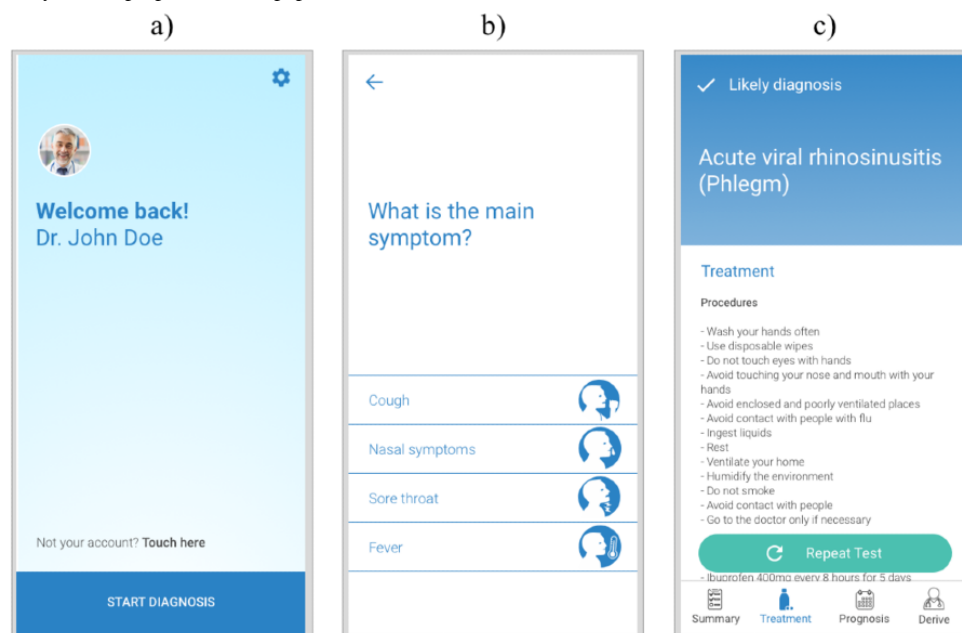 a)
b)
c)
Welcome back!
Dr. John Doe
Not your account? Touch here
START DIAGNOSIS
What is the main
symptom?
Cough
Nasal symptoms
Sore throat
Fever
Likely diagnosis
Acute viral rhinosinusitis
(Phlegm)
Treatment
Procedures
- Wash your hands often
- Use disposable wipes
- Do not touch eyes with hands
- Avoid touching your nose and mouth with your
hands
- Avoid enclosed and poorly ventilated places
- Avoid contact with people with flu
- Ingest liquids
- Rest
- Ventilate your home
- Humidify the environment
- Do not smoke
- Avoid contact with people
- Go to the doctor only if necessary
Repeat Test
- Ibuprofen 400mg every 8 hours for 5 days
Summary Treatment Prognosis Derive